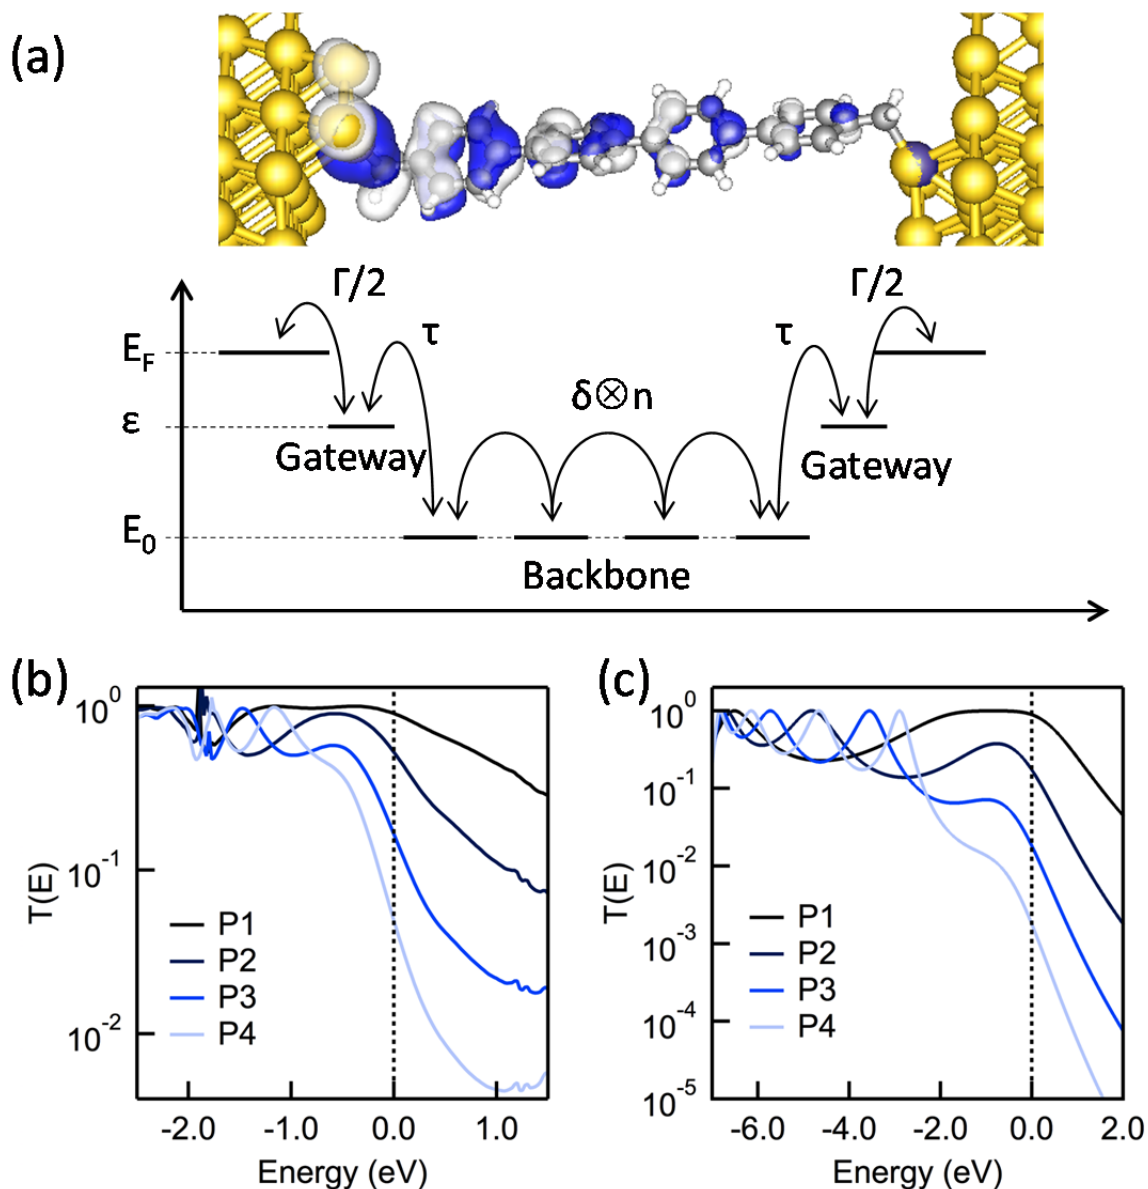 (a)
Γ/2 Γ/2
τ τ
E_F
δ⊗n
ε
Gateway Gateway
E_0
Backbone
(b) (c)
10^0 10^0
10^-1 10^-1
10^-2 10^-2
10^-3
10^-4
10^-5
T(E) T(E)
P1 P1
P2 P2
P3 P3
P4 P4
-2.0 -1.0 0.0 1.0 -6.0 -4.0 -2.0 0.0 2.0
Energy (eV) Energy (eV)